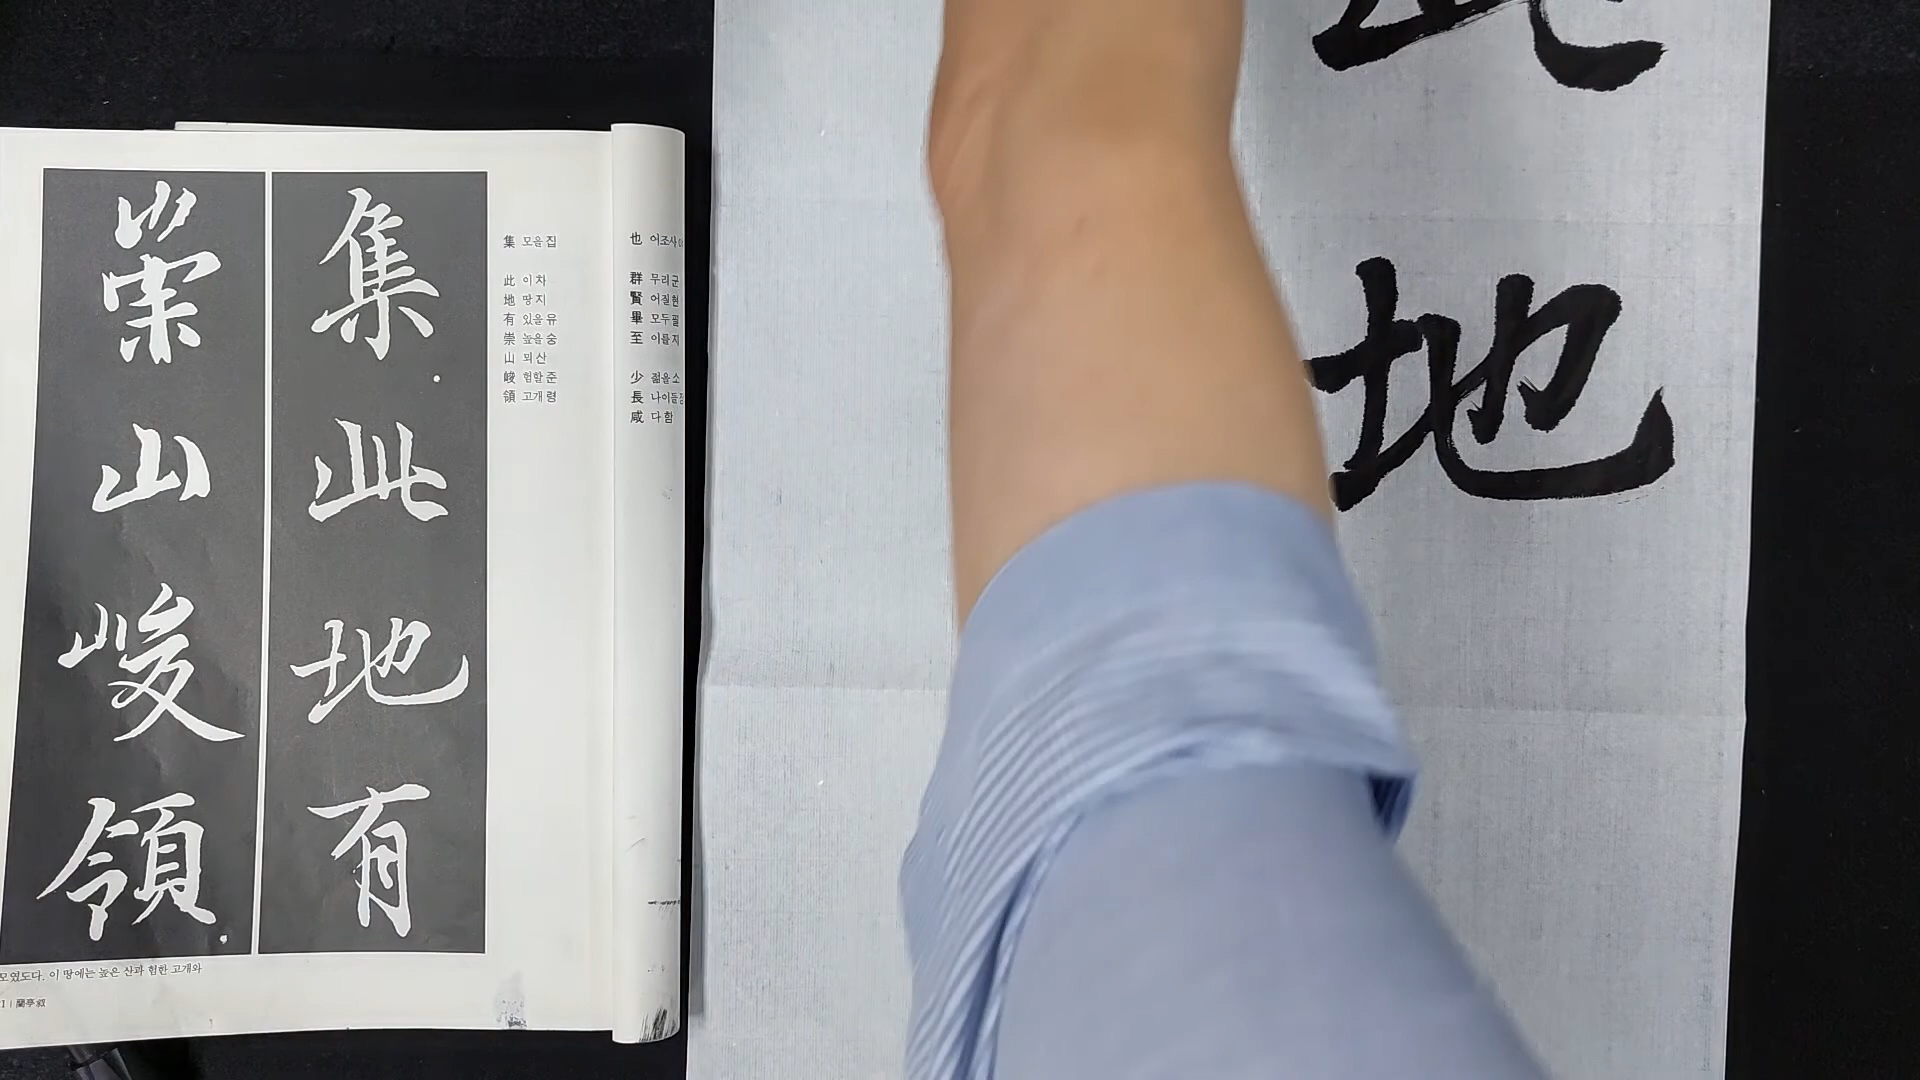 集此地有
崇山峻領
集 모을 집
此 이 차
地 땅 지
有 있을 유
崇 높을 숭
山 뫼 산
峻 험할 준
領 고개 령
也 어조사
群 무리 군
賢 어질 현
畢 모두 필
至 이를 지
少 젊을 소
長 나이들
咸 다 함
모였도다. 이 땅에는 높은 산과 험한 고개와
1 | 蘭亭敍
此
地